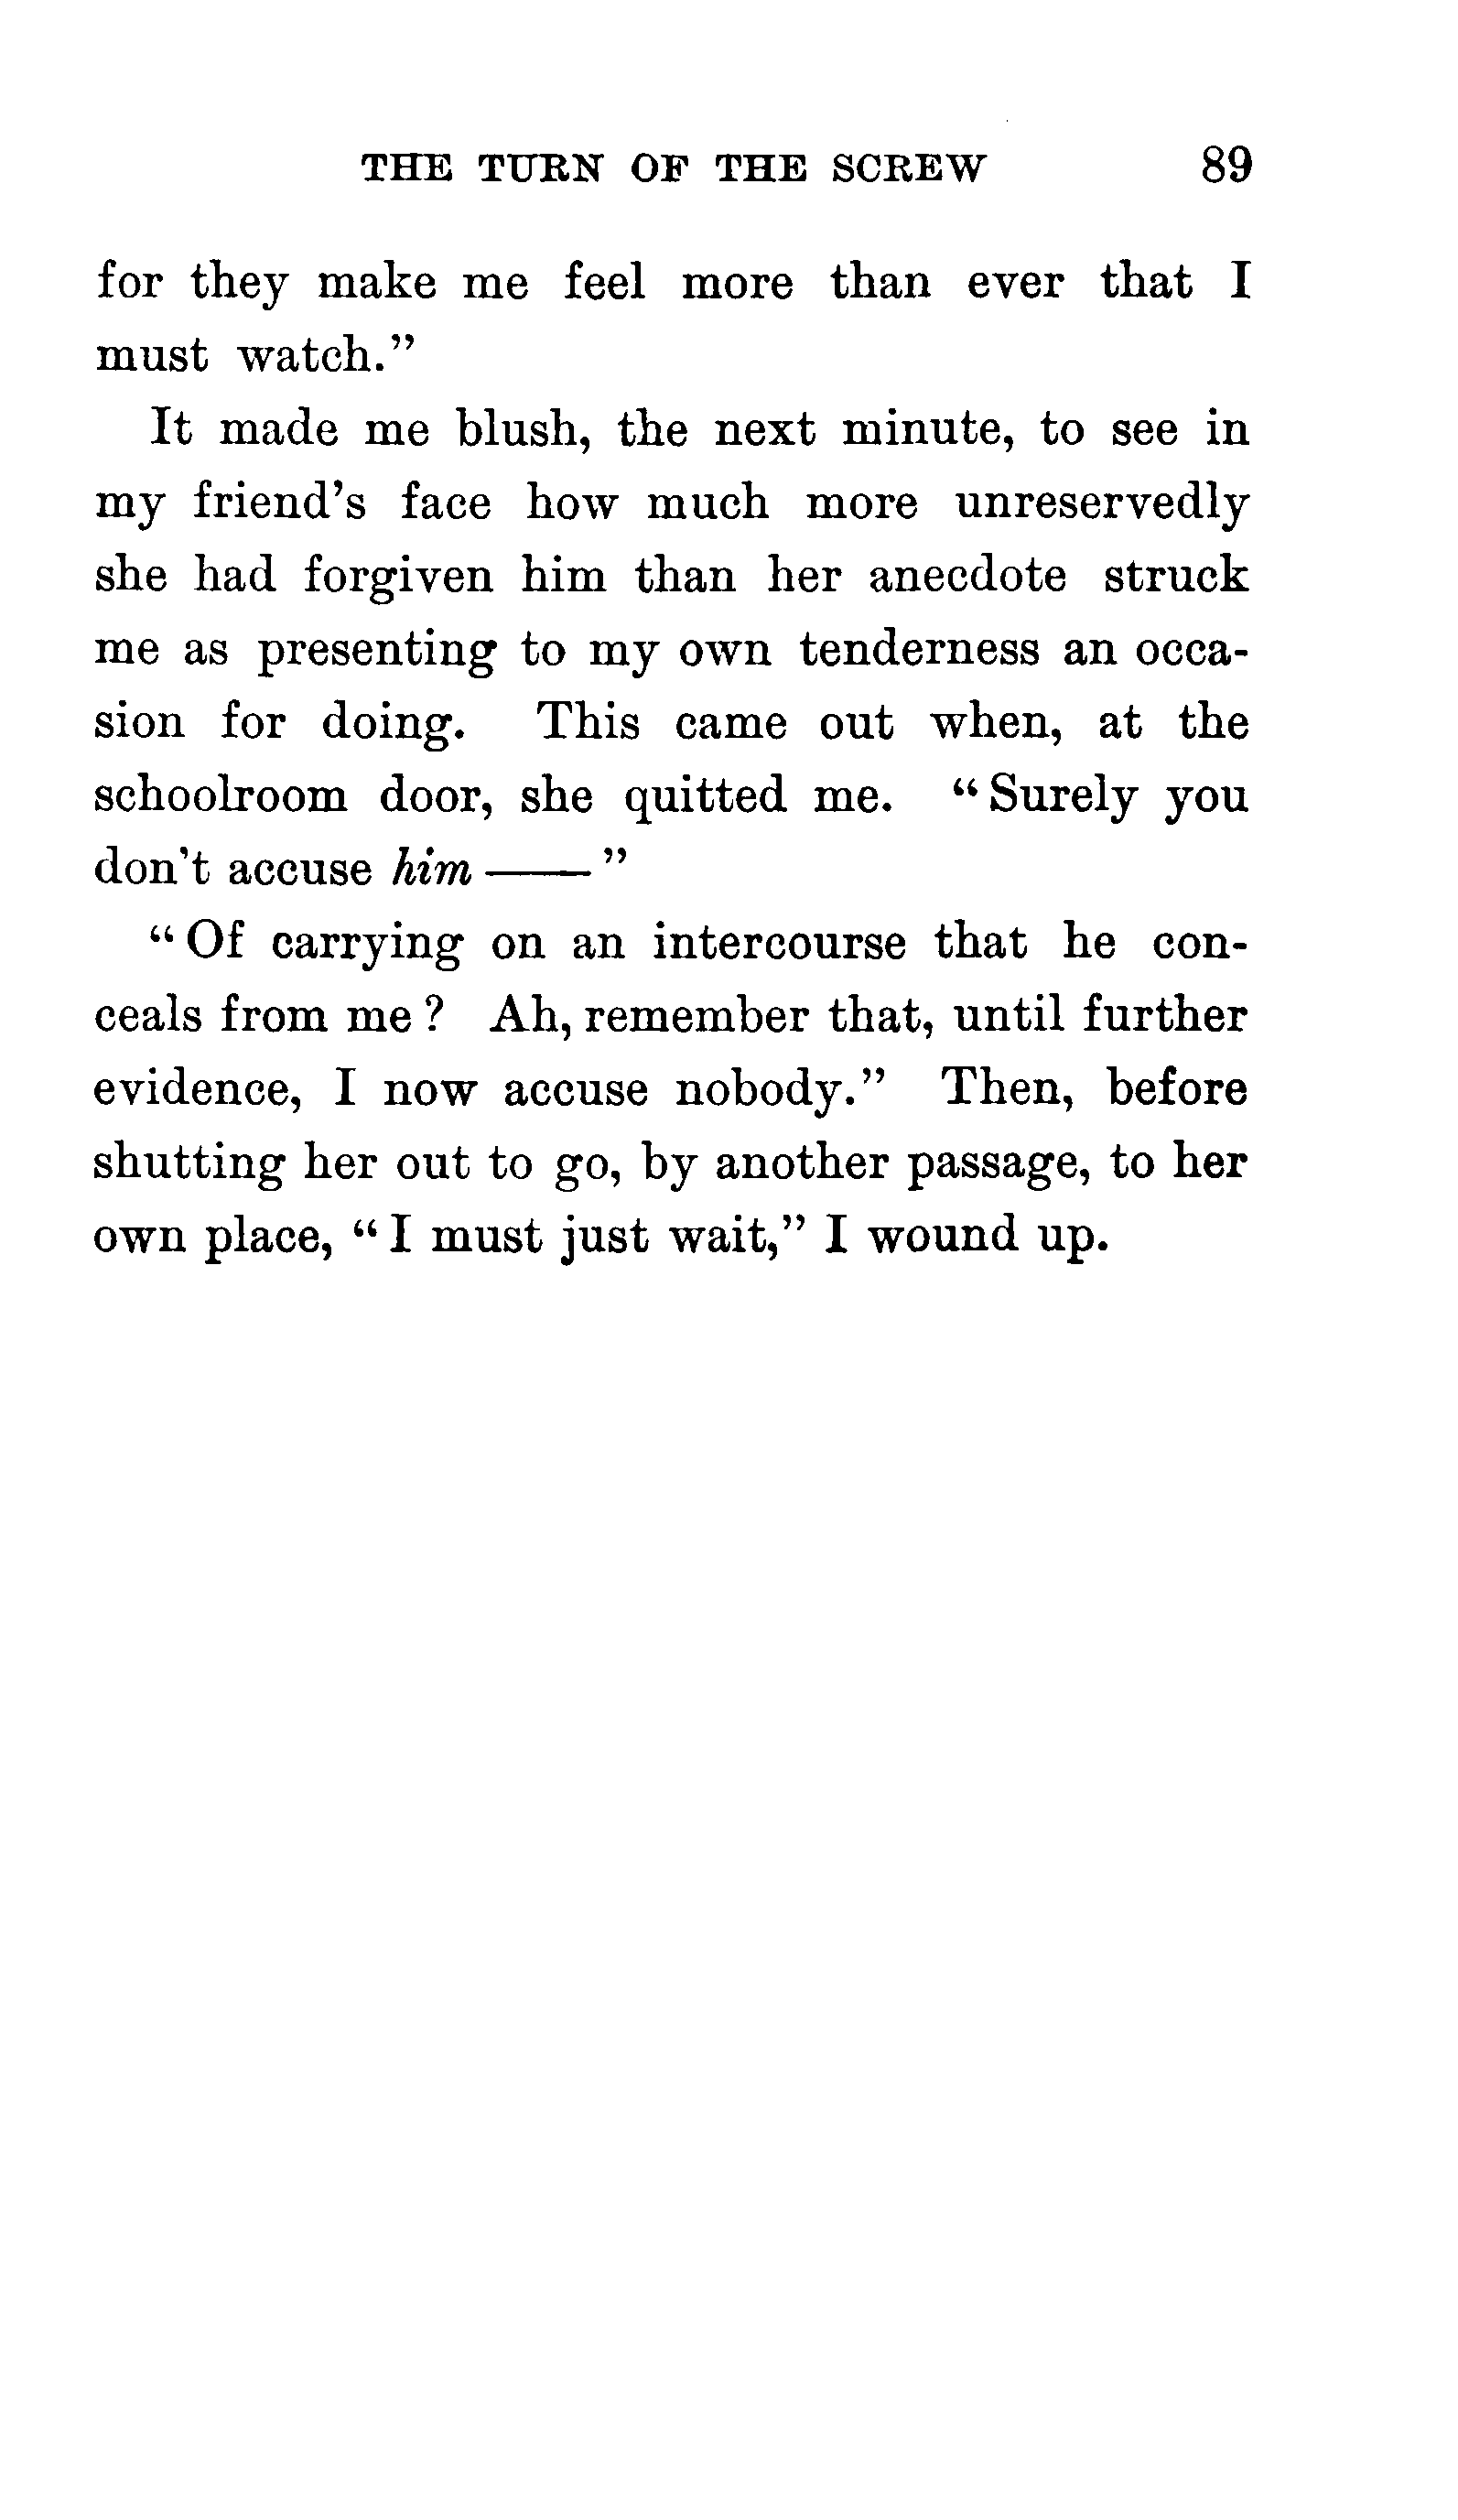 THE TURN OF THE SCREW 89
for they make me feel more than ever that I
must watch.”
It made me blush, the next minute, to see in
my friend's face how much more unreservedly
she had forgiven him than her anecdote struck
me as presenting to my own tenderness an occa-
sion for doing. This came out when, at the
schoolroom door, she quitted me. “ Surely you
don't accuse him —— ”
“ Of carrying on an intercourse that he con-
ceals from me ? Ah, remember that, until further
evidence, I now accuse nobody.” Then, before
shutting her out to go, by another passage, to her
own place, “ I must just wait,” I wound up.